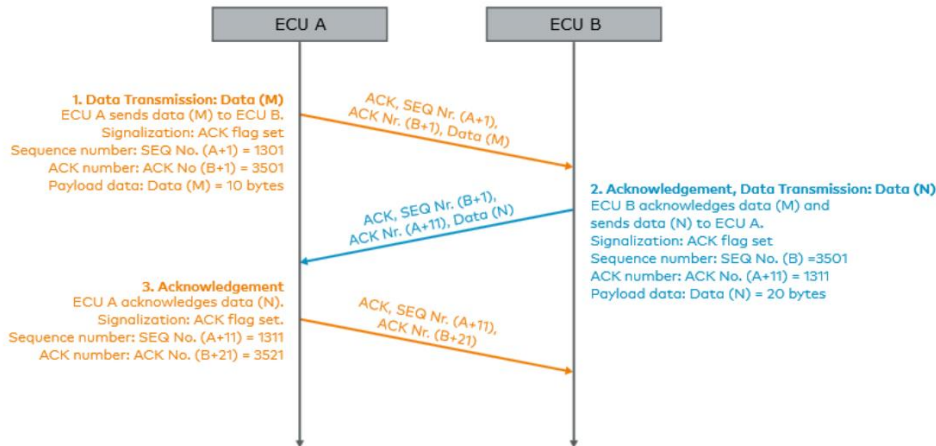 ECU A
ECU B
1. Data Transmission: Data (M)
ECU A sends data (M) to ECU B.
Signalization: ACK flag set
Sequence number: SEQ No. (A+1) = 1301
ACK number: ACK No (B+1) = 3501
Payload data: Data (M) = 10 bytes
ACK, SEQ Nr. (A+1),
ACK Nr. (B+1), Data (M)
2. Acknowledgement, Data Transmission: Data (N)
ECU B acknowledges data (M) and
sends data (N) to ECU A.
Signalization: ACK flag set
Sequence number: SEQ No. (B) =3501
ACK number: ACK No. (A+11) = 1311
Payload data: Data (N) = 20 bytes
ACK, SEQ Nr. (B+1),
ACK Nr. (A+11), Data (N)
3. Acknowledgement
ECU A acknowledges data (N).
Signalization: ACK flag set.
Sequence number: SEQ No. (A+11) = 1311
ACK number: ACK No. (B+21) = 3521
ACK, SEQ Nr. (A+11),
ACK Nr. (B+21)